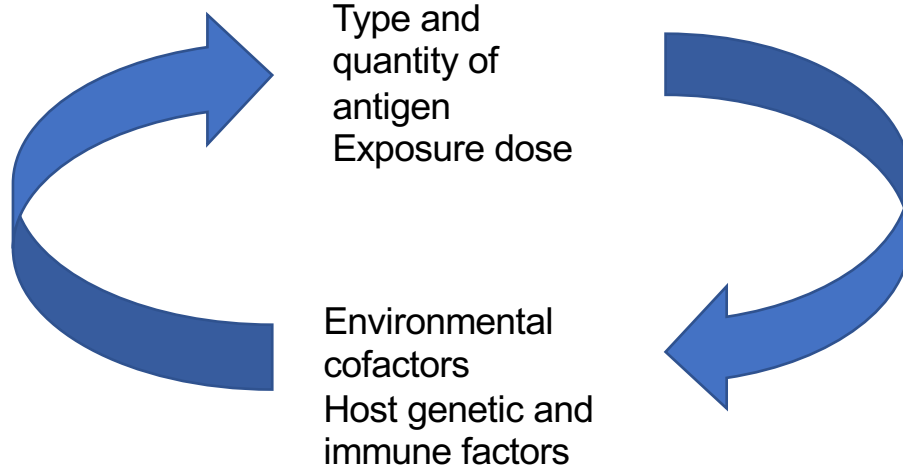 Type and
quantity of
antigen
Exposure dose
Environmental
cofactors
Host genetic and
immune factors